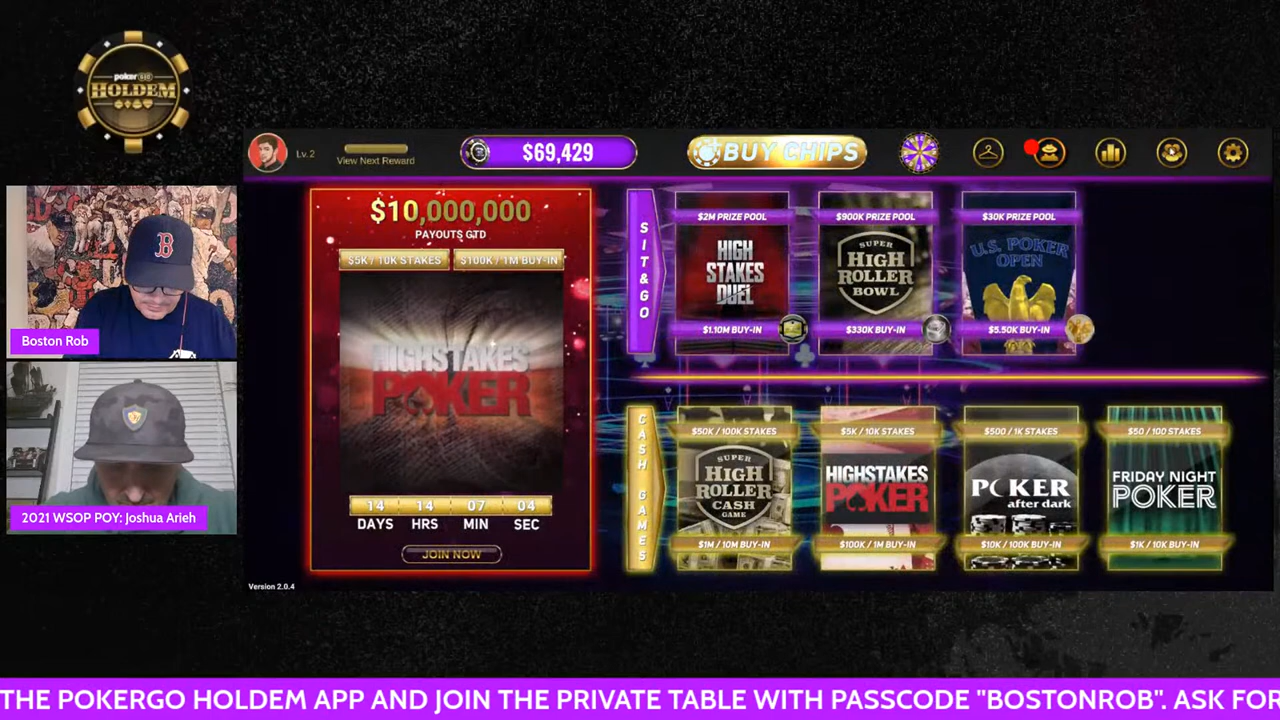 poker GO
HOLDEM
Lv.2
View Next Reward
$69,429
BUY CHIPS
B
Boston Rob
2021 WSOP POY: Joshua Arieh
$10,000,000
PAYOUTS GTD
$5K / 10K STAKES
$100K / 1M BUY-IN
HIGHSTAKES
POKER
14 14 07 04
DAYS HRS MIN SEC
JOIN NOW
Version 2.0.4
SIT&GO
$2M PRIZE POOL
HIGH
STAKES
DUEL
$1.10M BUY-IN
$900K PRIZE POOL
SUPER
HIGH
ROLLER
BOWL
$330K BUY-IN
$30K PRIZE POOL
U.S. POKER
OPEN
$5.50K BUY-IN
CASH GAMES
$50K / 100K STAKES
SUPER
HIGH
ROLLER
CASH
GAME
$1M / 10M BUY-IN
$5K / 10K STAKES
HIGHSTAKES
POKER
$100K / 1M BUY-IN
$500 / 1K STAKES
POKER
after dark
$10K / 100K BUY-IN
$50 / 100 STAKES
FRIDAY NIGHT
POKER
$1K / 10K BUY-IN
THE POKERGO HOLDEM APP AND JOIN THE PRIVATE TABLE WITH PASSCODE "BOSTONROB". ASK FOR